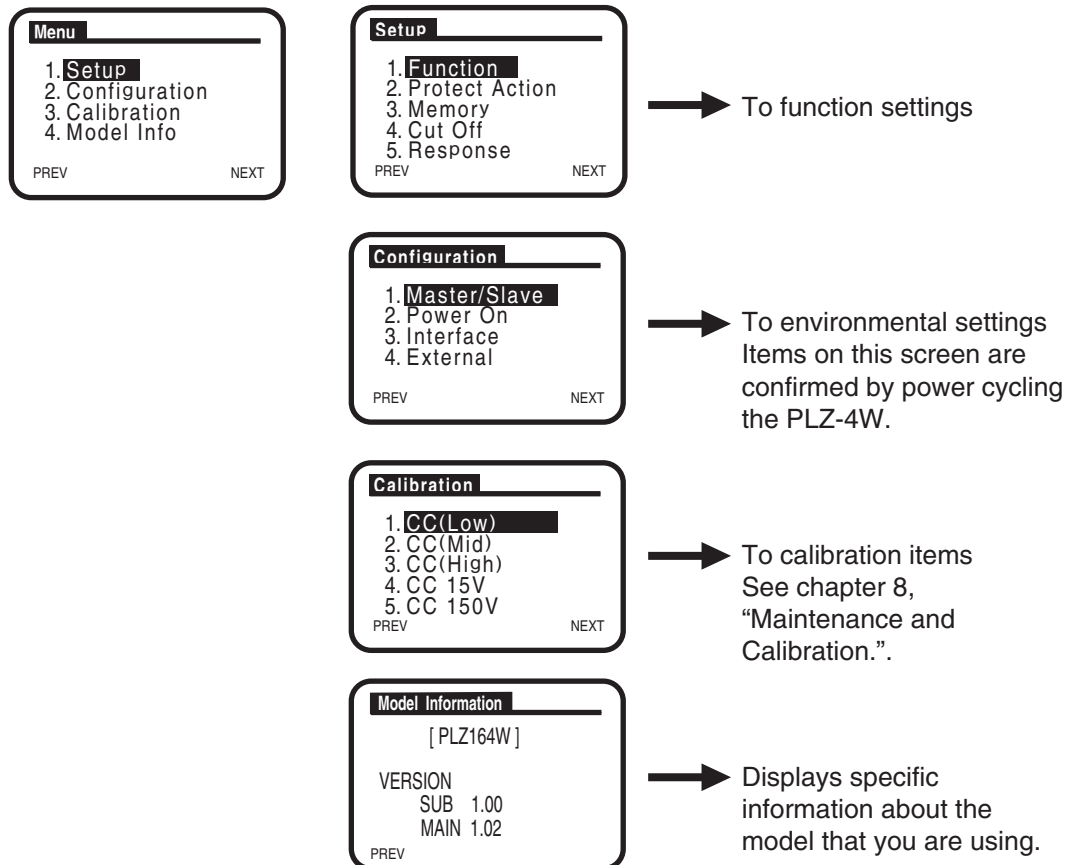 Menu
1. Setup
2. Configuration
3. Calibration
4. Model Info
PREV NEXT
Setup
1. Function
2. Protect Action
3. Memory
4. Cut Off
5. Response
PREV NEXT
To function settings
Configuration
1. Master/Slave
2. Power On
3. Interface
4. External
PREV NEXT
To environmental settings
Items on this screen are
confirmed by power cycling
the PLZ-4W.
Calibration
1. CC(Low)
2. CC(Mid)
3. CC(High)
4. CC 15V
5. CC 150V
PREV NEXT
To calibration items
See chapter 8,
“Maintenance and
Calibration.”.
Model Information
[ PLZ164W ]
VERSION
SUB 1.00
MAIN 1.02
PREV
Displays specific
information about the
model that you are using.